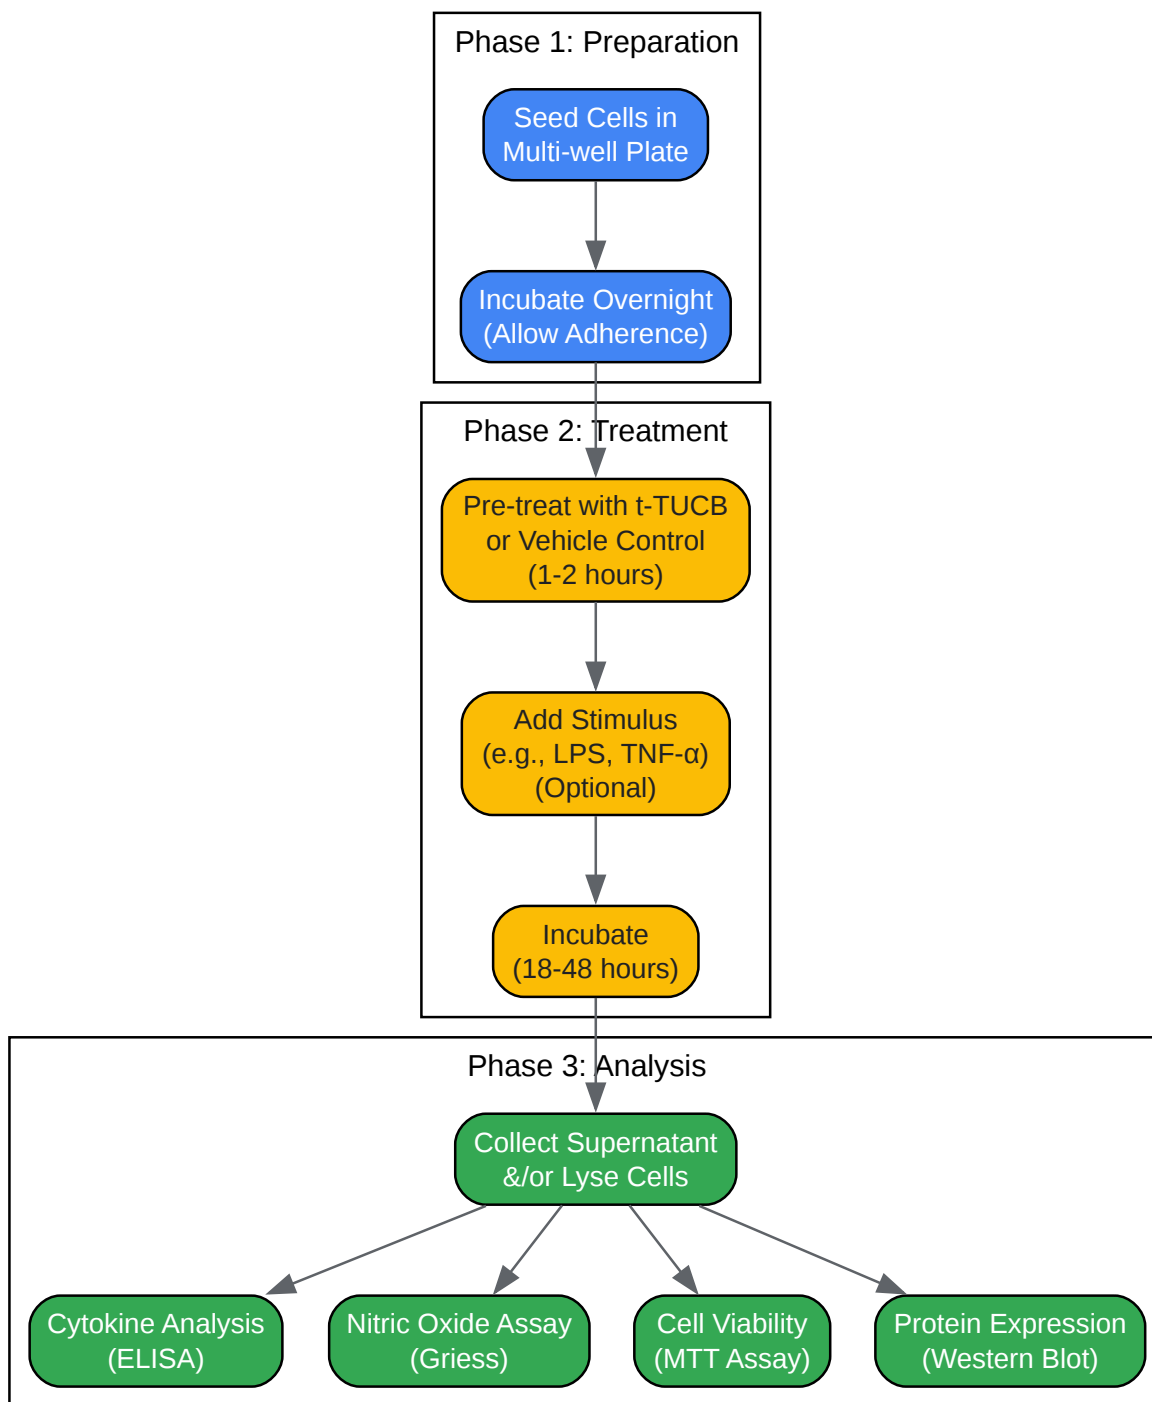 Phase 1: Preparation
Seed Cells in
Multi-well Plate
Incubate Overnight
(Allow Adherence)
Phase 2: Treatment
Pre-treat with t-TUCB
or Vehicle Control
(1-2 hours)
Add Stimulus
(e.g., LPS, TNF-α)
(Optional)
Incubate
(18-48 hours)
Phase 3: Analysis
Collect Supernatant
&/or Lyse Cells
Cytokine Analysis
(ELISA)
Nitric Oxide Assay
(Griess)
Cell Viability
(MTT Assay)
Protein Expression
(Western Blot)